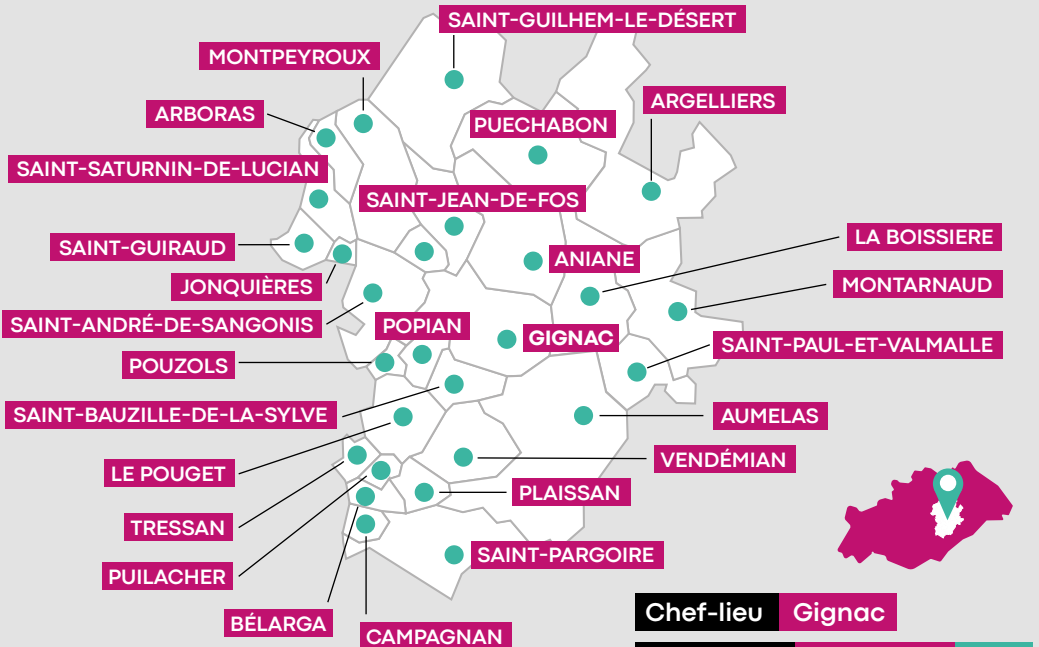 SAINT-GUILHEM-LE-DÉSERT
MONTPEYROUX
ARGELLIERS
ARBORAS
PUECHABON
SAINT-SATURNIN-DE-LUCIAN
SAINT-JEAN-DE-FOS
LA BOISSIERE
SAINT-GUIRAUD
ANIANE
JONQUIÈRES
MONTARNAUD
SAINT-ANDRÉ-DE-SANGONIS
POPIAN
GIGNAC
SAINT-PAUL-ET-VALMALLE
POUZOLS
SAINT-BAUZILLE-DE-LA-SYLVE
AUMELAS
LE POUGET
VENDÉMIAN
PLAISSAN
TRESSAN
SAINT-PARGOIRE
PUILACHER
BÉLARGA
CAMPAGNAN
Chef-lieu Gignac